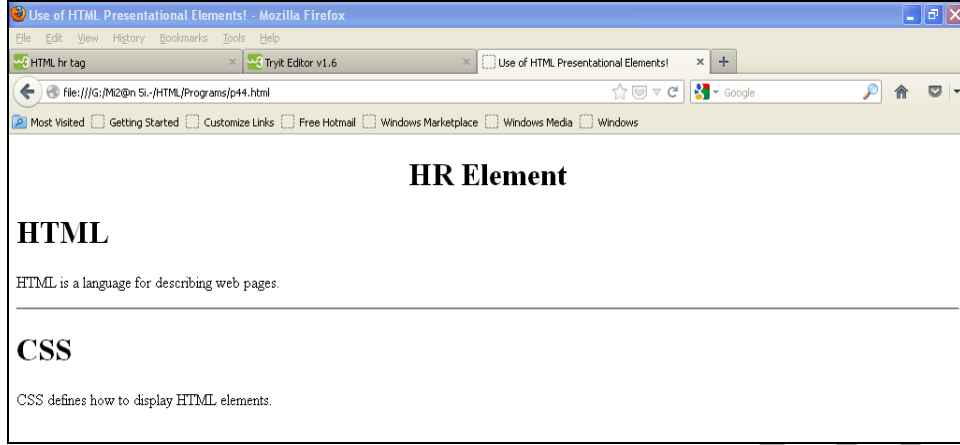 Use of HTML Presentational Elements! - Mozilla Firefox
File Edit View History Bookmarks Tools Help
HTML hr tag × Tryit Editor v1.6 × Use of HTML Presentational Elements! × +
file:///G:/Mi2@n 5i.-/HTML/Programs/p44.html Google
Most Visited Getting Started Customize Links Free Hotmail Windows Marketplace Windows Media Windows
HR Element
HTML
HTML is a language for describing web pages.
CSS
CSS defines how to display HTML elements.